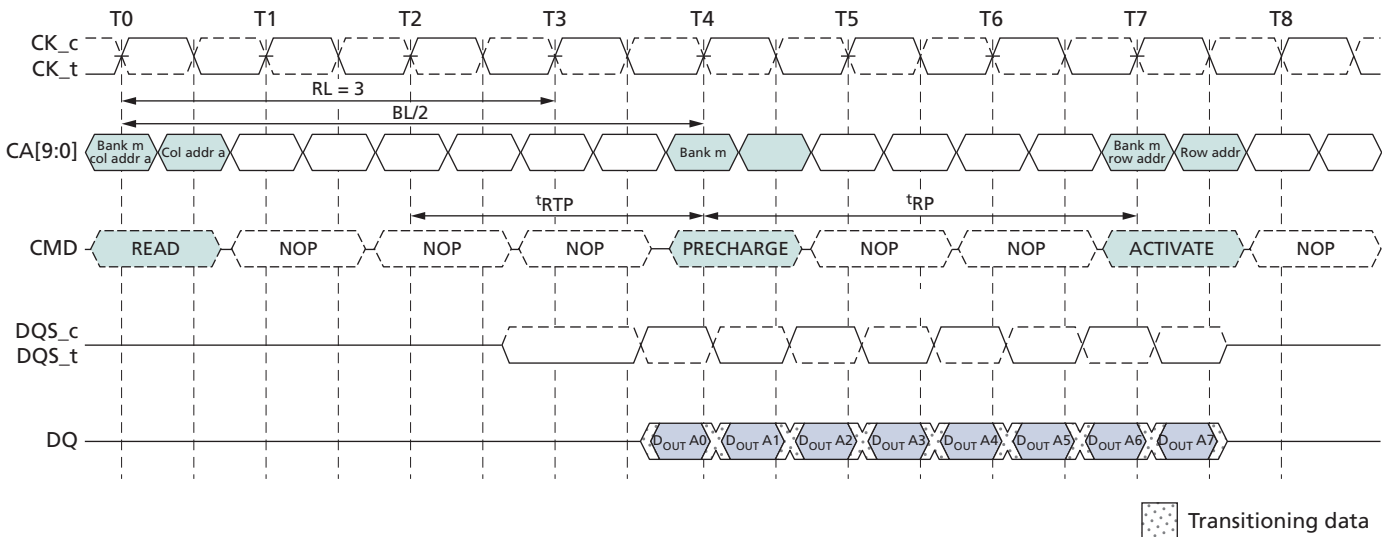 T0 T1 T2 T3 T4 T5 T6 T7 T8
CK_c
CK_t
RL = 3
BL/2
CA[9:0] Bank m col addr a Col addr a Bank m Bank m row addr Row addr
tRTP tRP
CMD READ NOP NOP NOP PRECHARGE NOP NOP ACTIVATE NOP
DQS_c
DQS_t
DQ DOUT A0 DOUT A1 DOUT A2 DOUT A3 DOUT A4 DOUT A5 DOUT A6 DOUT A7
Transitioning data